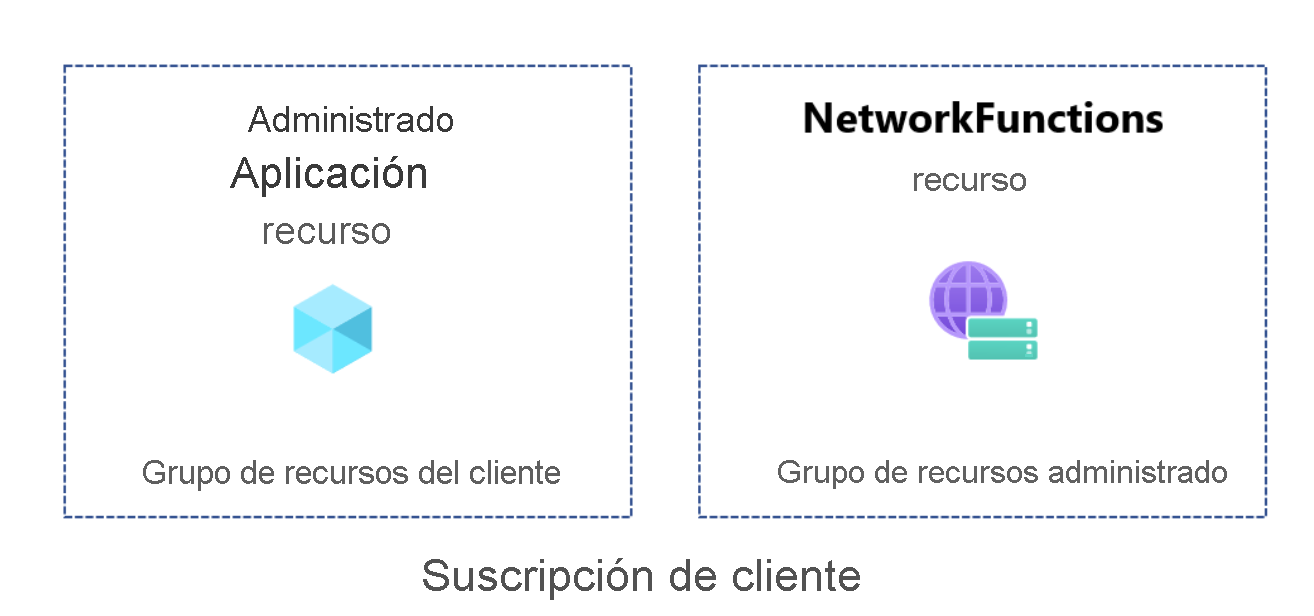 Administrado
Aplicación
recurso
Grupo de recursos del cliente
NetworkFunctions
recurso
Grupo de recursos administrado
Suscripción de cliente